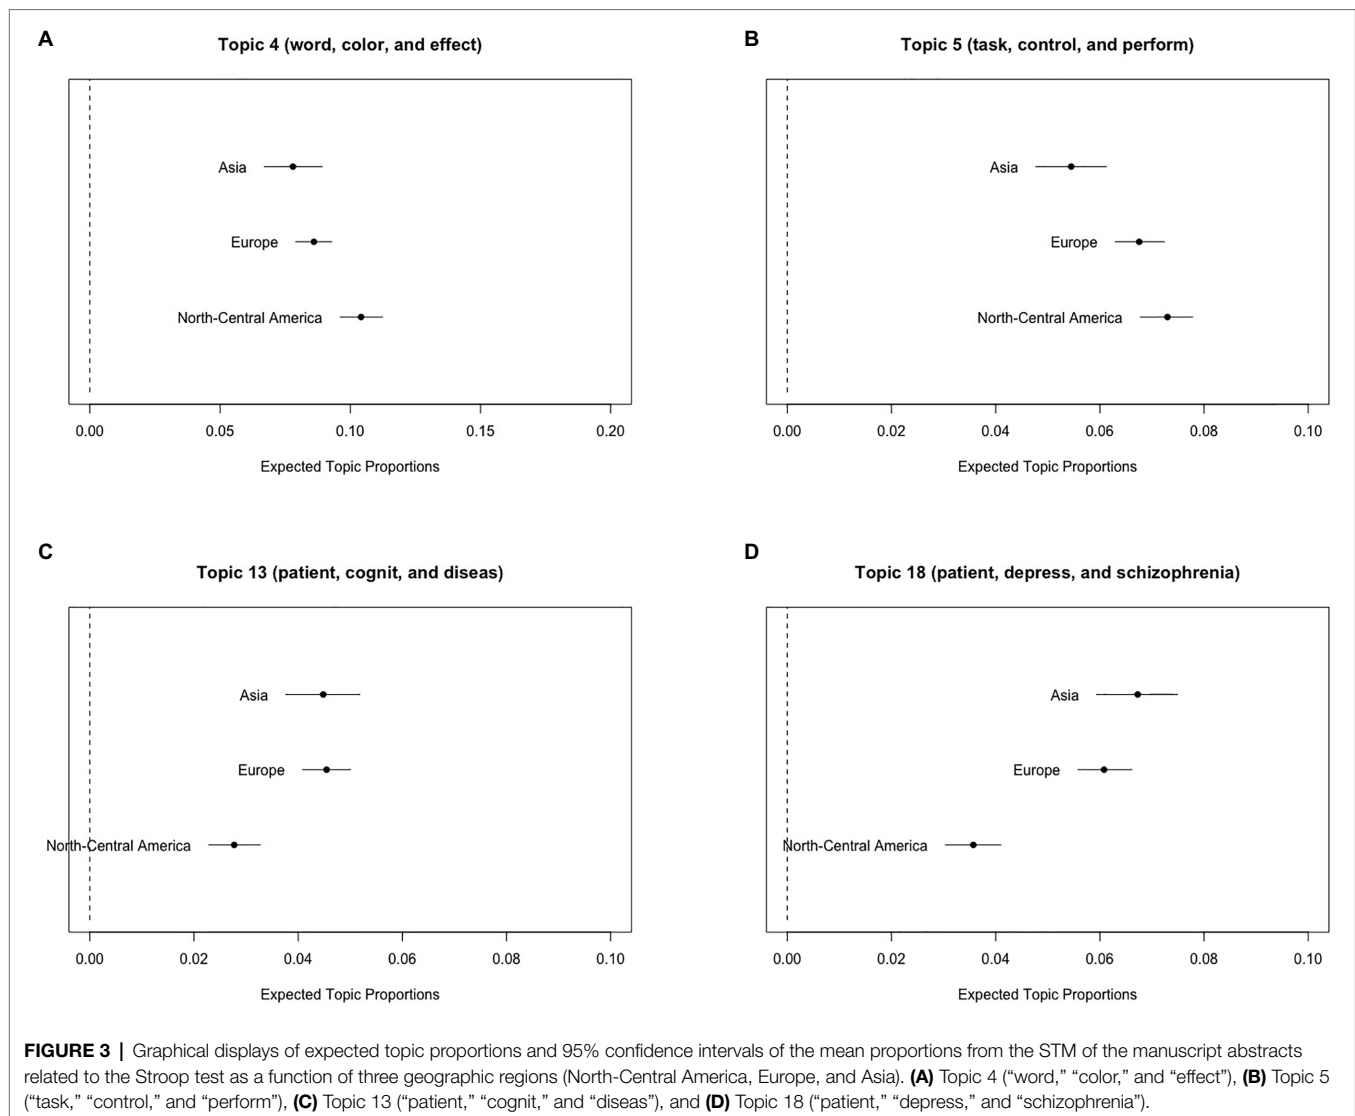 A
Topic 4 (word, color, and effect)
Asia
Europe
North-Central America
0.00 0.05 0.10 0.15 0.20
Expected Topic Proportions
B
Topic 5 (task, control, and perform)
Asia
Europe
North-Central America
0.00 0.02 0.04 0.06 0.08 0.10
Expected Topic Proportions
C
Topic 13 (patient, cognit, and diseas)
Asia
Europe
North-Central America
0.00 0.02 0.04 0.06 0.08 0.10
Expected Topic Proportions
D
Topic 18 (patient, depress, and schizophrenia)
Asia
Europe
North-Central America
0.00 0.02 0.04 0.06 0.08 0.10
Expected Topic Proportions
FIGURE 3 | Graphical displays of expected topic proportions and 95% confidence intervals of the mean proportions from the STM of the manuscript abstracts
related to the Stroop test as a function of three geographic regions (North-Central America, Europe, and Asia). (A) Topic 4 (“word,” “color,” and “effect”), (B) Topic 5
(“task,” “control,” and “perform”), (C) Topic 13 (“patient,” “cognit,” and “diseas”), and (D) Topic 18 (“patient,” “depress,” and “schizophrenia”).